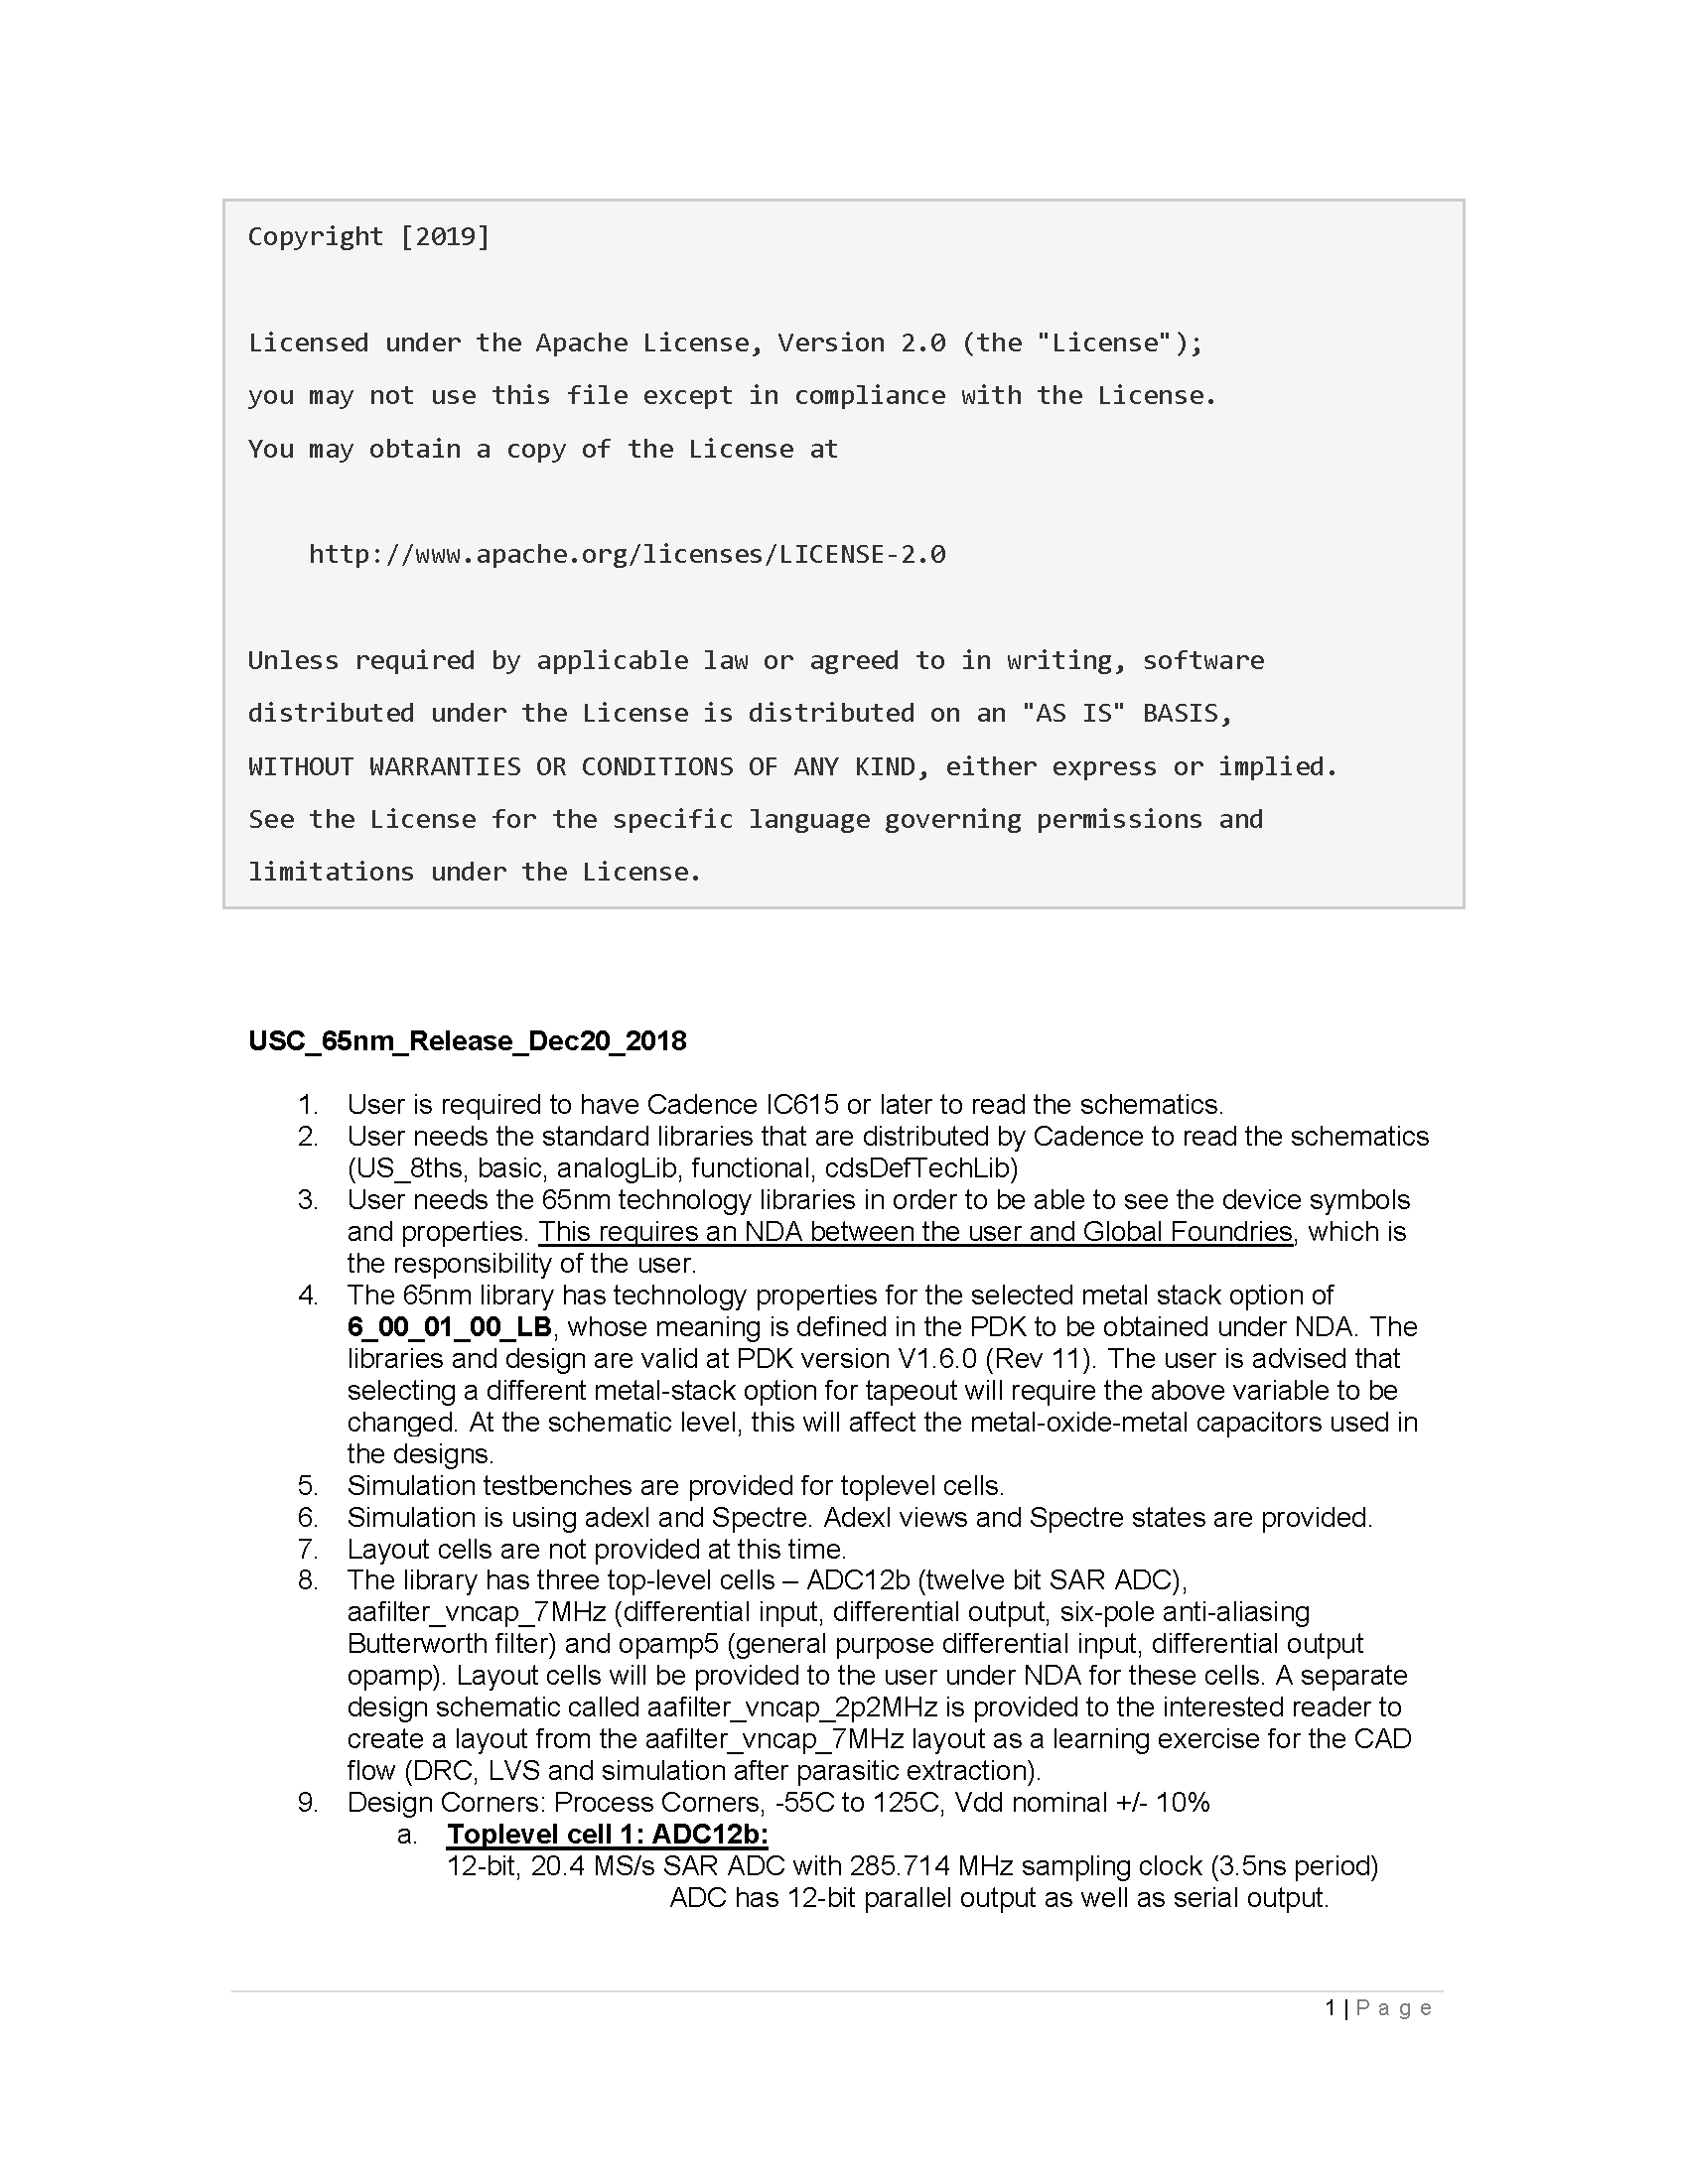 Copyright [2019]
Licensed under the Apache License, Version 2.0 (the "License");
you may not use this file except in compliance with the License.
You may obtain a copy of the License at
http://www.apache.org/licenses/LICENSE-2.0
Unless required by applicable law or agreed to in writing, software
distributed under the License is distributed on an "AS IS" BASIS,
WITHOUT WARRANTIES OR CONDITIONS OF ANY KIND, either express or implied.
See the License for the specific language governing permissions and
limitations under the License.
USC_65nm_Release_Dec20_2018
1. User is required to have Cadence IC615 or later to read the schematics.
2. User needs the standard libraries that are distributed by Cadence to read the schematics
(US_8ths, basic, analogLib, functional, cdsDefTechLib)
3. User needs the 65nm technology libraries in order to be able to see the device symbols
and properties. This requires an NDA between the user and Global Foundries, which is
the responsibility of the user.
4. The 65nm library has technology properties for the selected metal stack option of
6_00_01_00_LB, whose meaning is defined in the PDK to be obtained under NDA. The
libraries and design are valid at PDK version V1.6.0 (Rev 11). The user is advised that
selecting a different metal-stack option for tapeout will require the above variable to be
changed. At the schematic level, this will affect the metal-oxide-metal capacitors used in
the designs.
5. Simulation testbenches are provided for toplevel cells.
6. Simulation is using adexl and Spectre. Adexl views and Spectre states are provided.
7. Layout cells are not provided at this time.
8. The library has three top-level cells – ADC12b (twelve bit SAR ADC),
aafilter_vncap_7MHz (differential input, differential output, six-pole anti-aliasing
Butterworth filter) and opamp5 (general purpose differential input, differential output
opamp). Layout cells will be provided to the user under NDA for these cells. A separate
design schematic called aafilter_vncap_2p2MHz is provided to the interested reader to
create a layout from the aafilter_vncap_7MHz layout as a learning exercise for the CAD
flow (DRC, LVS and simulation after parasitic extraction).
9. Design Corners: Process Corners, -55C to 125C, Vdd nominal +/- 10%
a. Toplevel cell 1: ADC12b:
12-bit, 20.4 MS/s SAR ADC with 285.714 MHz sampling clock (3.5ns period)
ADC has 12-bit parallel output as well as serial output.
1 | Page